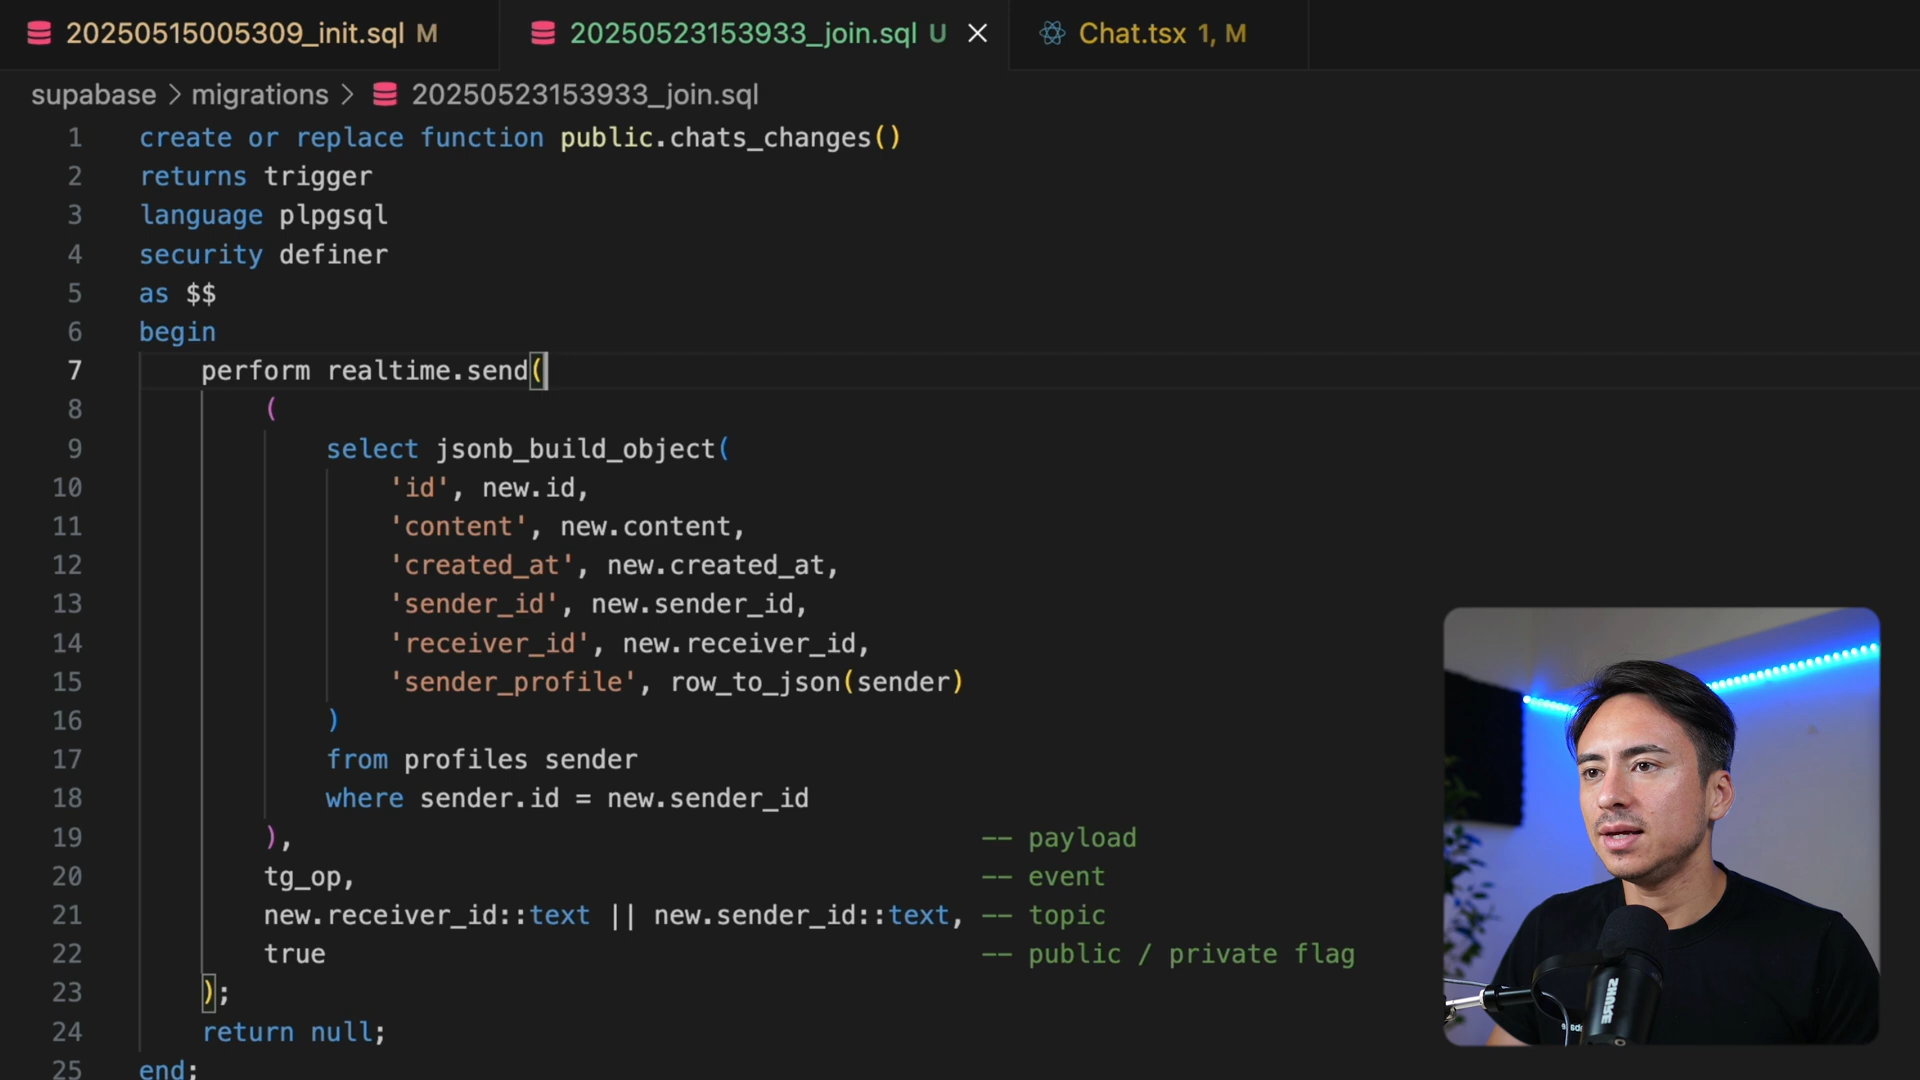 20250515005309_init.sql M
20250523153933_join.sql U
Chat.tsx 1, M
supabase > migrations > 20250523153933_join.sql
1 create or replace function public.chats_changes()
2 returns trigger
3 language plpgsql
4 security definer
5 as $$
6 begin
7 perform realtime.send(
8 (
9 select jsonb_build_object(
10 'id', new.id,
11 'content', new.content,
12 'created_at', new.created_at,
13 'sender_id', new.sender_id,
14 'receiver_id', new.receiver_id,
15 'sender_profile', row_to_json(sender)
16 )
17 from profiles sender
18 where sender.id = new.sender_id
19 ), -- payload
20 tg_op, -- event
21 new.receiver_id::text || new.sender_id::text, -- topic
22 true -- public / private flag
23 );
24 return null;
25 end;
SHURE